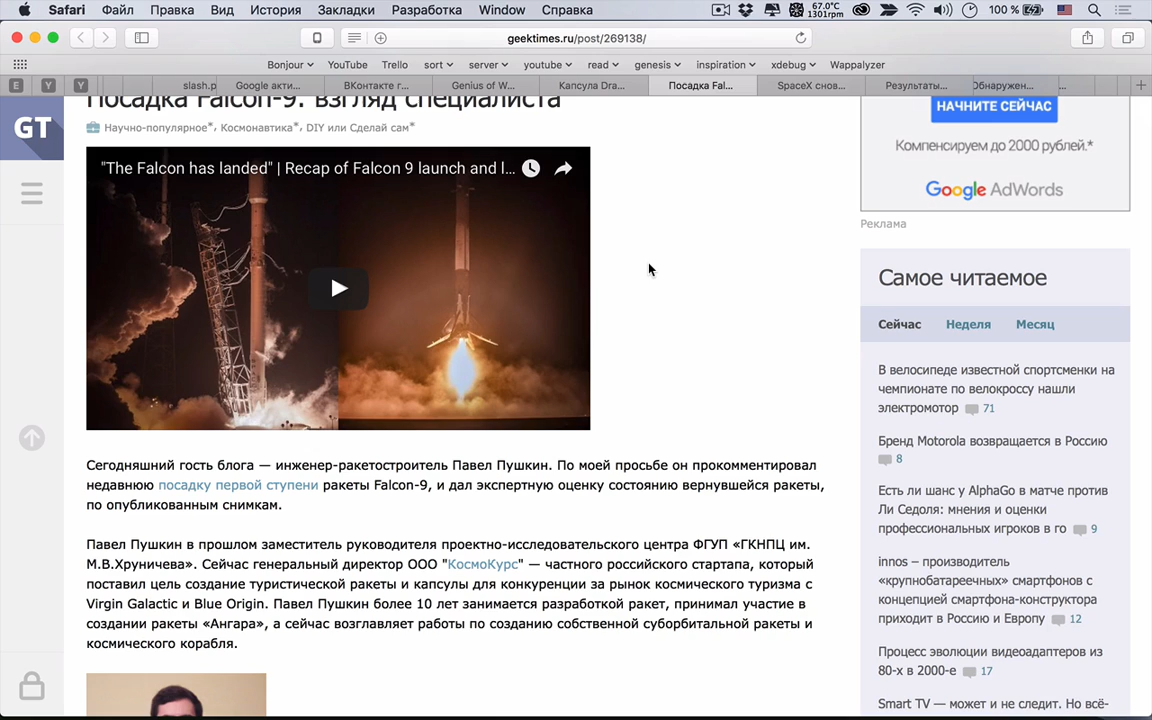 Safari Файл Правка Вид История Закладки Разработка Window Справка 67.0°C 1301rpm 100 %
geektimes.ru/post/269138/
Bonjour YouTube Trello sort server youtube read genesis inspiration xdebug Wappalyzer
E Y Y slash.p Google акти... ВКонтакте г... Genius of W... Капсула Dra... Посадка Fal... SpaceX снов... Результаты... Обнаружен...
GT
Посадка Falcon-9: взгляд специалиста
Научно-популярное*, Космонавтика*, DIY или Сделай сам*
"The Falcon has landed" | Recap of Falcon 9 launch and l...
Сегодняшний гость блога — инженер-ракетостроитель Павел Пушкин. По моей просьбе он прокомментировал
недавнюю посадку первой ступени ракеты Falcon-9, и дал экспертную оценку состоянию вернувшейся ракеты,
по опубликованным снимкам.
Павел Пушкин в прошлом заместитель руководителя проектно-исследовательского центра ФГУП «ГКНПЦ им.
М.В.Хруничева». Сейчас генеральный директор ООО "КосмоКурс" — частного российского стартапа, который
поставил цель создание туристической ракеты и капсулы для конкуренции за рынок космического туризма с
Virgin Galactic и Blue Origin. Павел Пушкин более 10 лет занимается разработкой ракет, принимал участие в
создании ракеты «Ангара», а сейчас возглавляет работы по созданию собственной суборбитальной ракеты и
космического корабля.
НАЧНИТЕ СЕЙЧАС
Компенсируем до 2000 рублей.*
Google AdWords
Реклама
Самое читаемое
Сейчас Неделя Месяц
В велосипеде известной спортсменки на
чемпионате по велокроссу нашли
электромотор 71
Бренд Motorola возвращается в Россию
8
Есть ли шанс у AlphaGo в матче против
Ли Седоля: мнения и оценки
профессиональных игроков в го 9
innos – производитель
«крупнобатареечных» смартфонов с
концепцией смартфона-конструктора
приходит в Россию и Европу 12
Процесс эволюции видеоадаптеров из
80-х в 2000-е 17
Smart TV — может и не следит. Но всё-